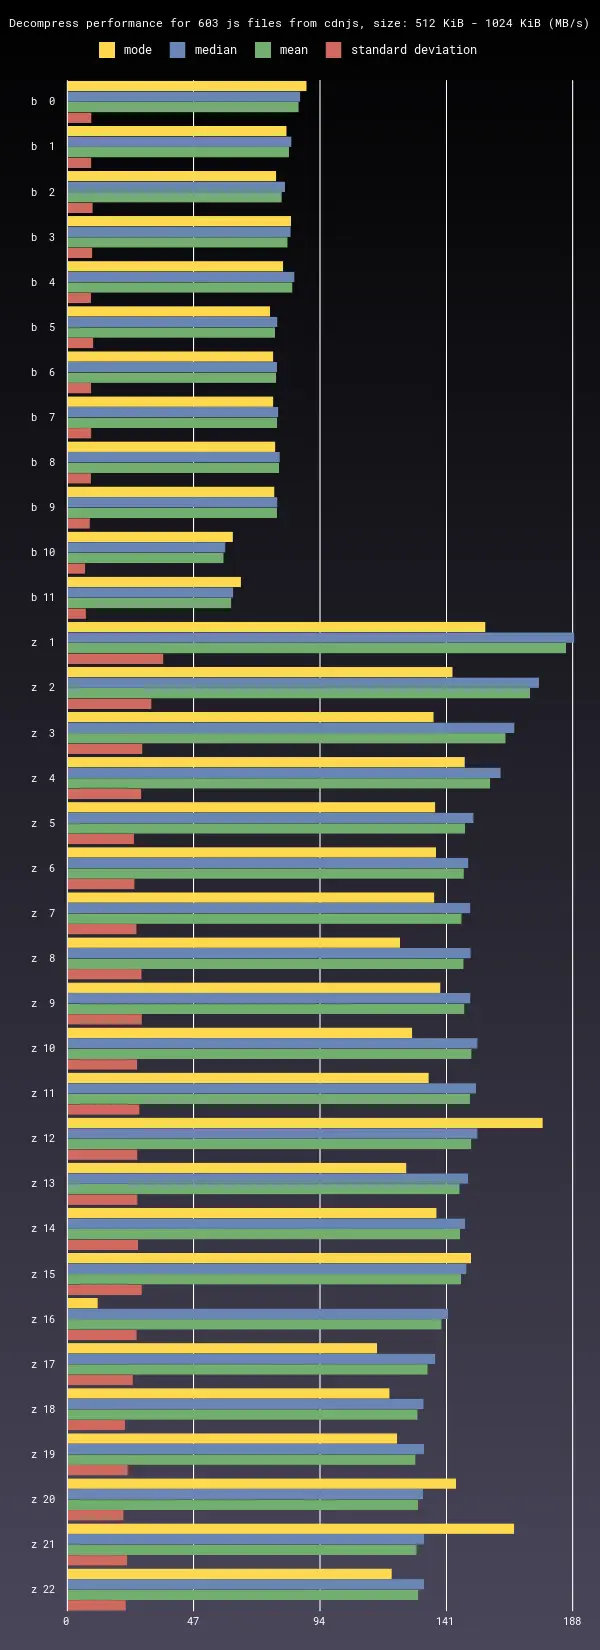 Decompress performance for 603 js files from cdnjs, size: 512 KiB - 1024 KiB (MB/s)
mode median mean standard deviation
b 0
b 1
b 2
b 3
b 4
b 5
b 6
b 7
b 8
b 9
b 10
b 11
z 1
z 2
z 3
z 4
z 5
z 6
z 7
z 8
z 9
z 10
z 11
z 12
z 13
z 14
z 15
z 16
z 17
z 18
z 19
z 20
z 21
z 22
0 47 94 141 188